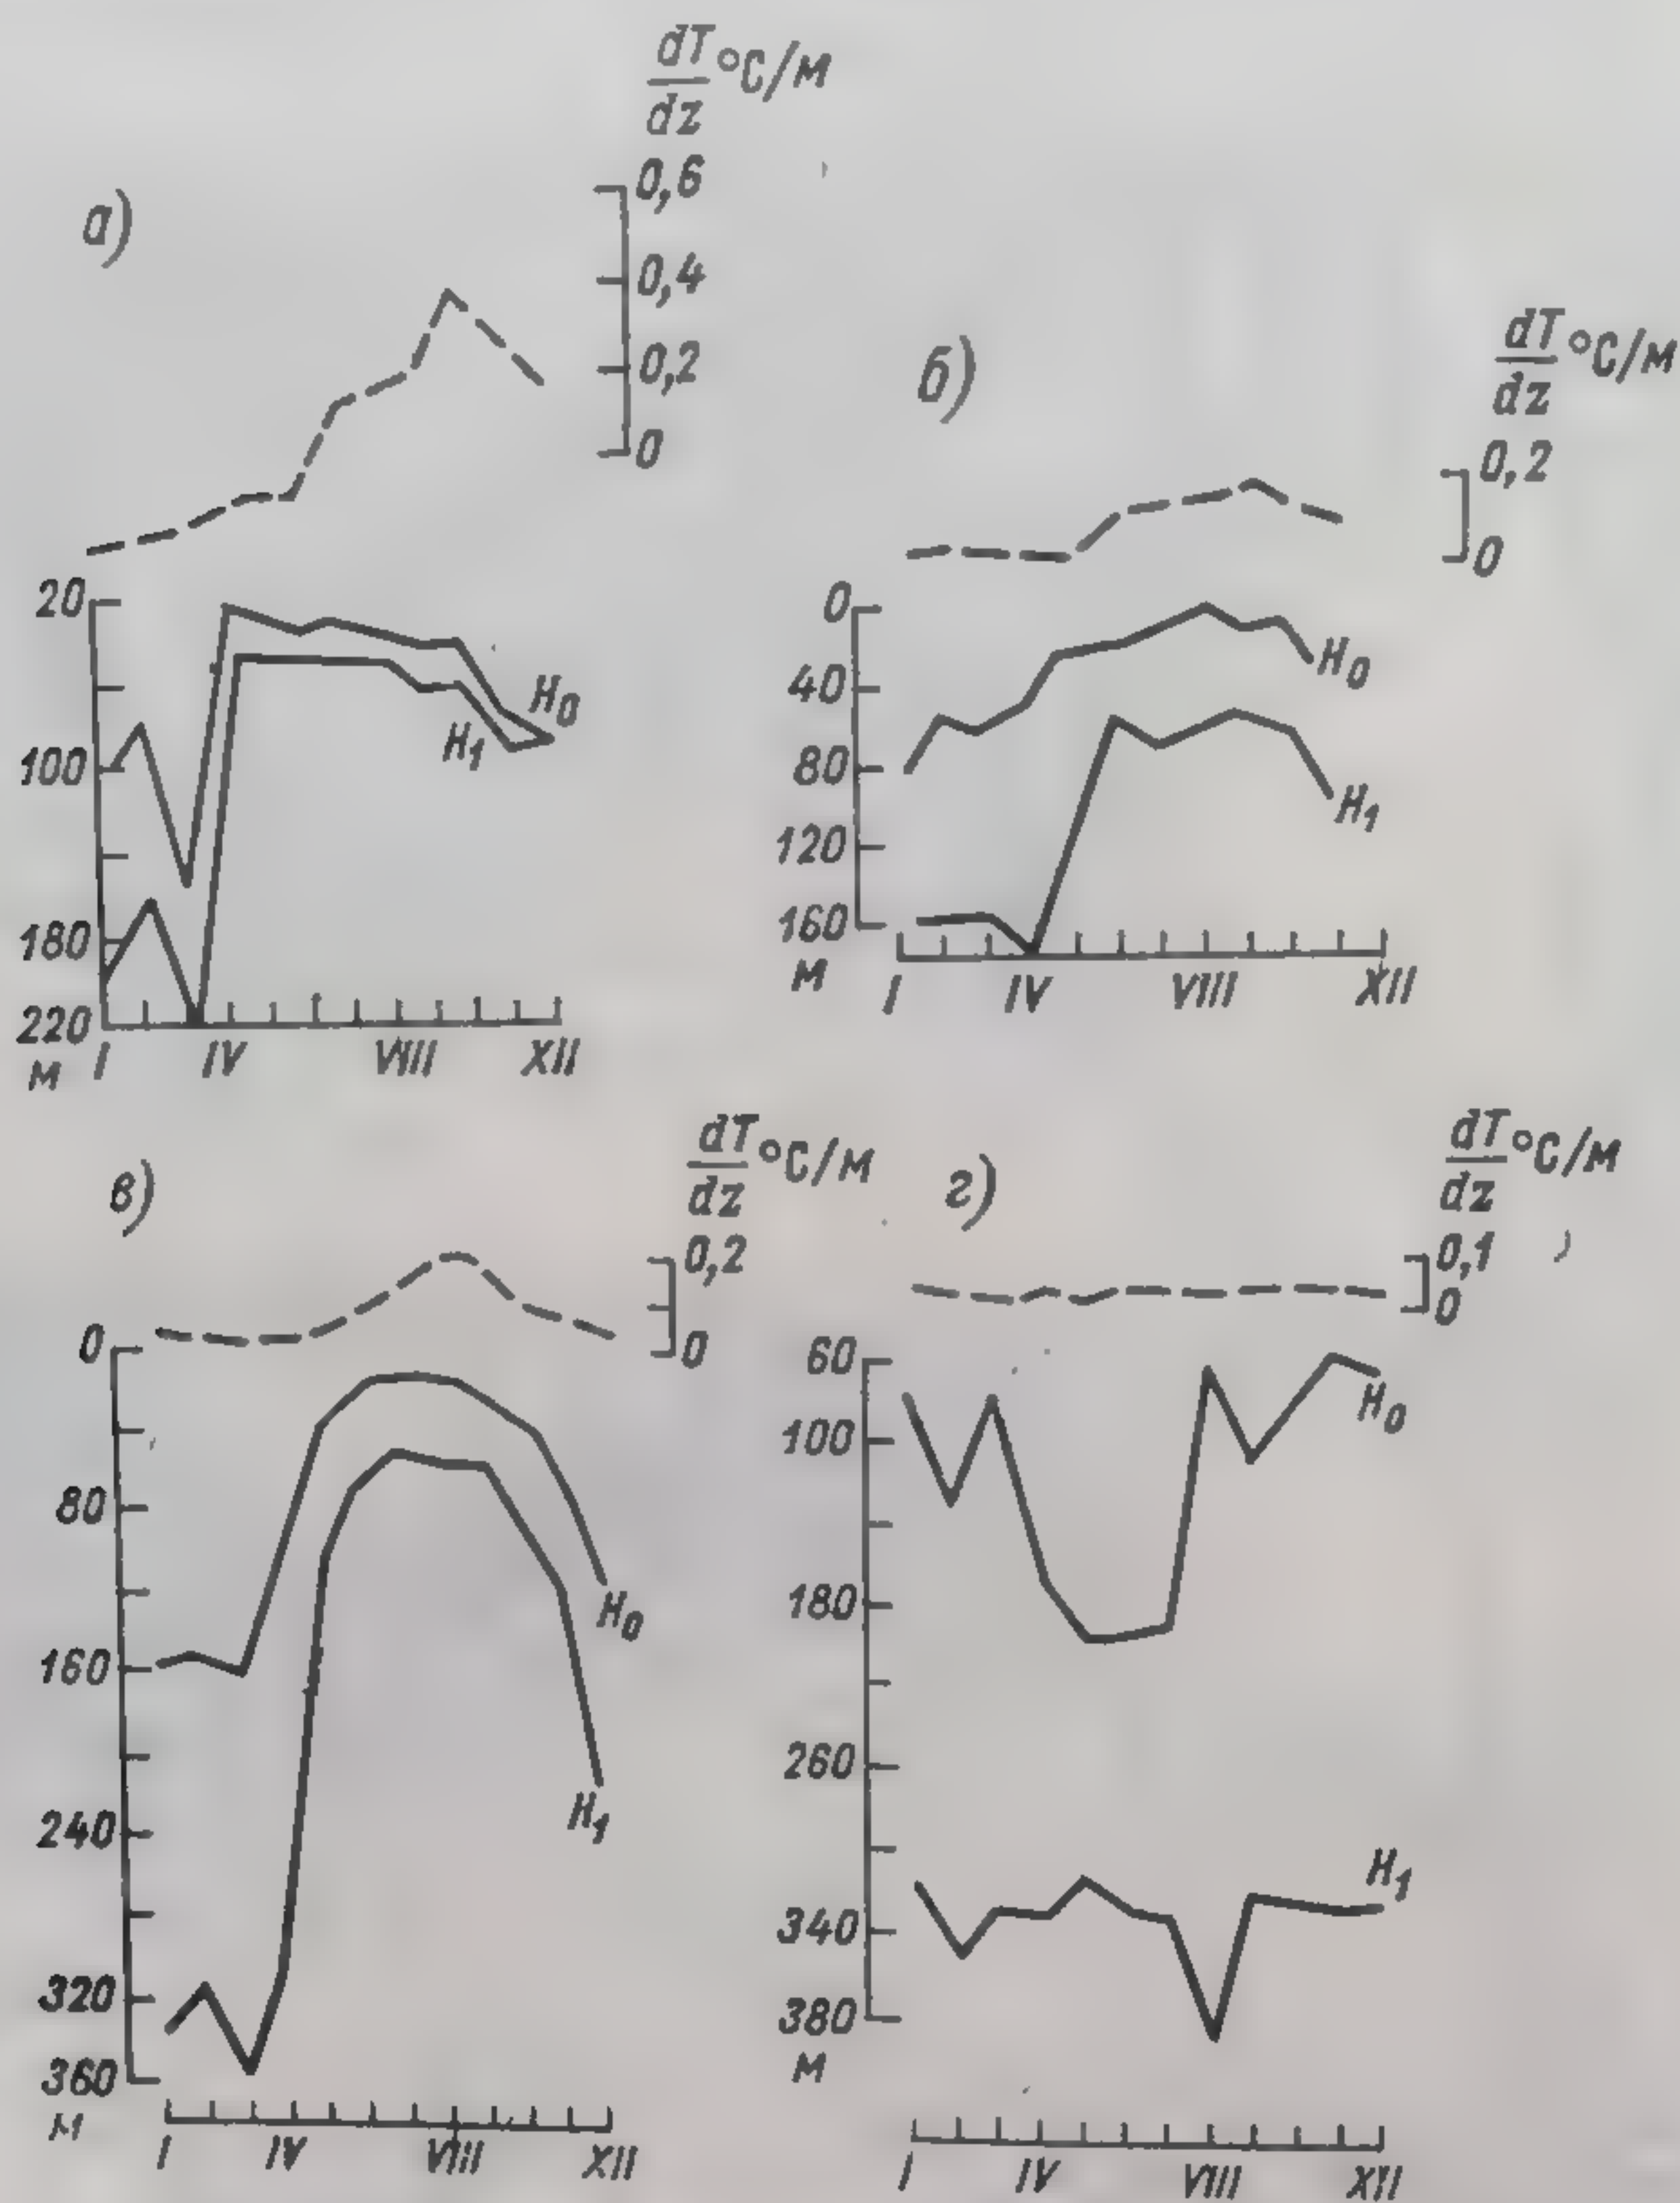 а)
dT/dz °C/м
0,6
0,4
0,2
0
20
100
180
220
м
H0
H1
I IV VIII XII
б)
dT/dz °C/м
0,2
0
0
40
80
120
160
м
H0
H1
I IV VIII XII
в)
dT/dz °C/м
0,2
0
0
80
160
240
320
360
м
H0
H1
I IV VIII XII
г)
dT/dz °C/м
0,1
0
60
100
180
260
340
380
м
H0
H1
I IV VIII XII